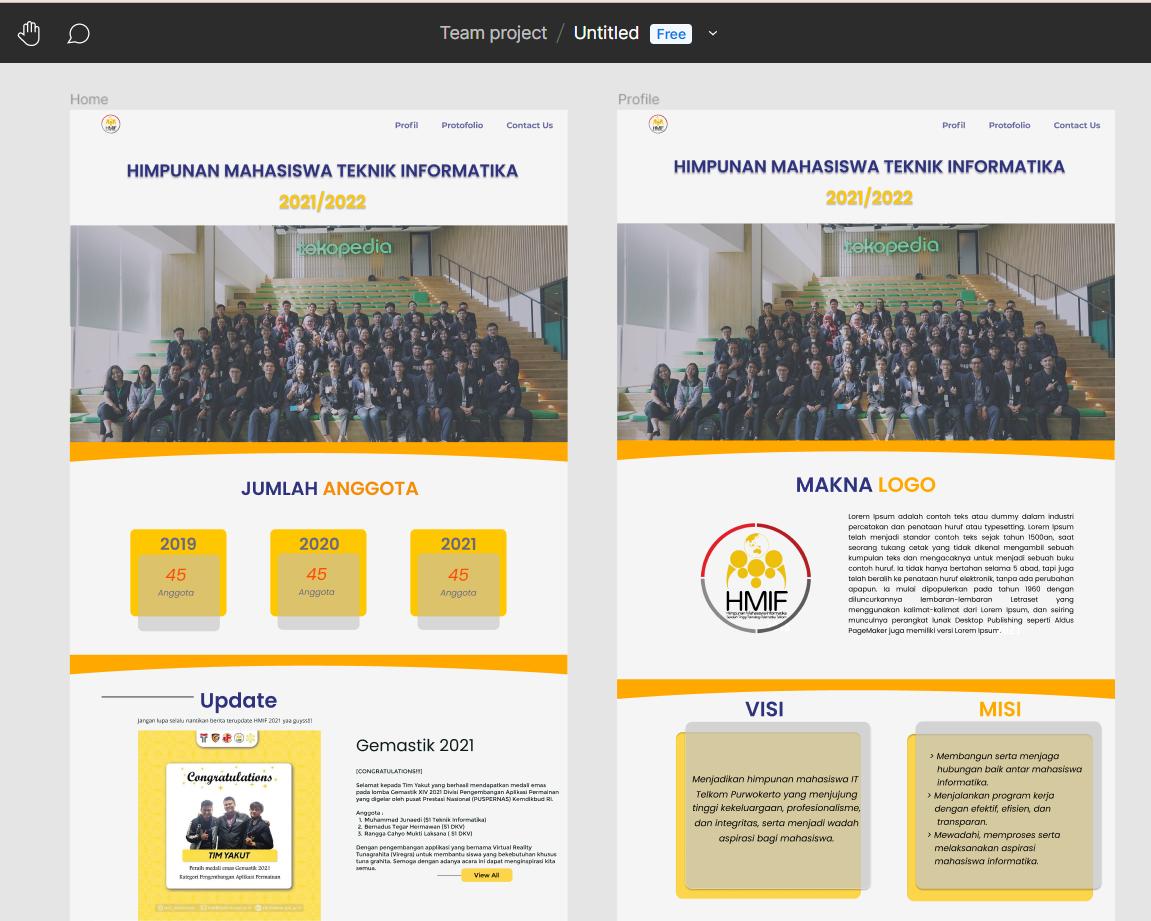 Team project / Untitled Free
Home
Profil Protofolio Contact Us
HIMPUNAN MAHASISWA TEKNIK INFORMATIKA
2021/2022
tokopedia
JUMLAH ANGGOTA
2019
45
Anggota
2020
45
Anggota
2021
45
Anggota
Update
Jangan lupa selalu nantikan berita terupdate HMIF 2021 yaa guyss!!!
Congratulations
TIM YAKUT
Peraih medali emas Gemastik 2021
Kategori Pengembangan Aplikasi Permainan
Gemastik 2021
[CONGRATULATIONS!!!]
Selamat kepada Tim Yakut yang berhasil mendapatkan medali emas
pada lomba Gemastik XIV 2021 Divisi Pengembangan Aplikasi Permainan
yang digelar oleh pusat Prestasi Nasional (PUSPERNAS) Kemdikbud RI.
Anggota :
1. Muhammad Junaedi (S1 Teknik Informatika)
2. Bernadus Tegar Hermawan (S1 DKV)
3. Rangga Cahyo Mukti Laksana ( S1 DKV)
Dengan pengembangan applikasi yang bernama Virtual Reality
Tunagrahita (Viregra) untuk membantu siswa yang bekebutuhan khusus
tuna grahita. Semoga dengan adanya acara ini dapat menginspirasi kita
semua.
View All
Profile
HMIF
Profil Protofolio Contact Us
HIMPUNAN MAHASISWA TEKNIK INFORMATIKA
2021/2022
tokopedia
MAKNA LOGO
HMIF
Himpunan Mahasiswa Informatika
Lorem Ipsum adalah contoh teks atau dummy dalam industri
percetakan dan penataan huruf atau typesetting. Lorem Ipsum
telah menjadi standar contoh teks sejak tahun 1500an, saat
seorang tukang cetak yang tidak dikenal mengambil sebuah
kumpulan teks dan mengacaknya untuk menjadi sebuah buku
contoh huruf. Ia tidak hanya bertahan selama 5 abad, tapi juga
telah beralih ke penataan huruf elektronik, tanpa ada perubahan
apapun. Ia mulai dipopulerkan pada tahun 1960 dengan
diluncurkannya lembaran-lembaran Letraset yang
menggunakan kalimat-kalimat dari Lorem Ipsum, dan seiring
munculnya perangkat lunak Desktop Publishing seperti Aldus
PageMaker juga memiliki versi Lorem Ipsum.
VISI
Menjadikan himpunan mahasiswa IT
Telkom Purwokerto yang menjujung
tinggi kekeluargaan, profesionalisme,
dan integritas, serta menjadi wadah
aspirasi bagi mahasiswa.
MISI
> Membangun serta menjaga
hubungan baik antar mahasiswa
informatika.
> Menjalankan program kerja
dengan efektif, efisien, dan
transparan.
> Mewadahi, memproses serta
melaksanakan aspirasi
mahasiswa informatika.